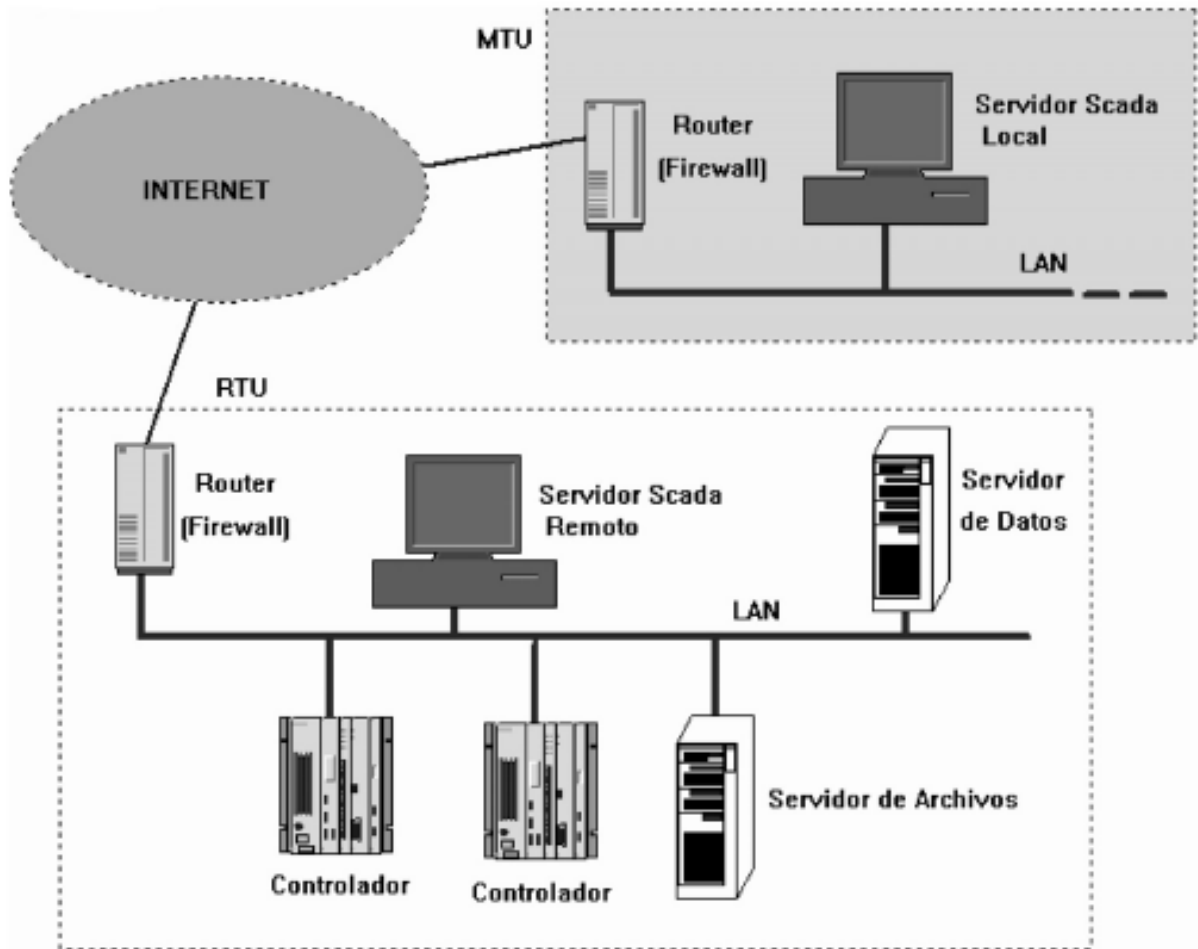 MTU
Servidor Scada
Local
Router
(Firewall)
INTERNET
LAN
RTU
Router
(Firewall)
Servidor Scada
Remoto
Servidor
de Datos
LAN
Servidor de Archivos
Controlador
Controlador